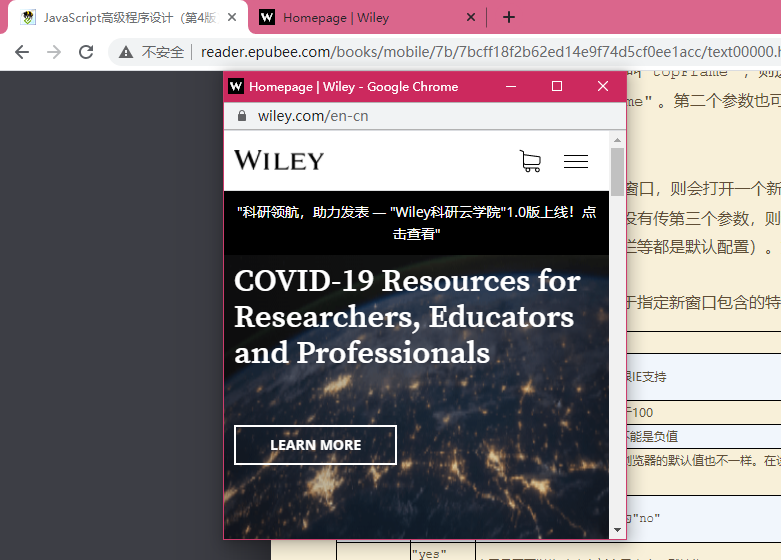 JavaScript高级程序设计（第4版
Homepage | Wiley
不安全
reader.epubee.com/books/mobile/7b/7bcff18f2b62ed14e9f74d5cf0ee1acc/text00000.h
Homepage | Wiley - Google Chrome
wiley.com/en-cn
WILEY
"科研领航，助力发表 — "Wiley科研云学院"1.0版上线！点
击查看"
COVID-19 Resources for
Researchers, Educators
and Professionals
LEARN MORE
"topFrame"，则
me"。第二个参数也可
窗口，则会打开一个新
没有传第三个参数，则
栏等都是默认配置）。
于指定新窗口包含的特
IE支持
于100
不能是负值
浏览器的默认值也不一样。在该
"no"
"yes"